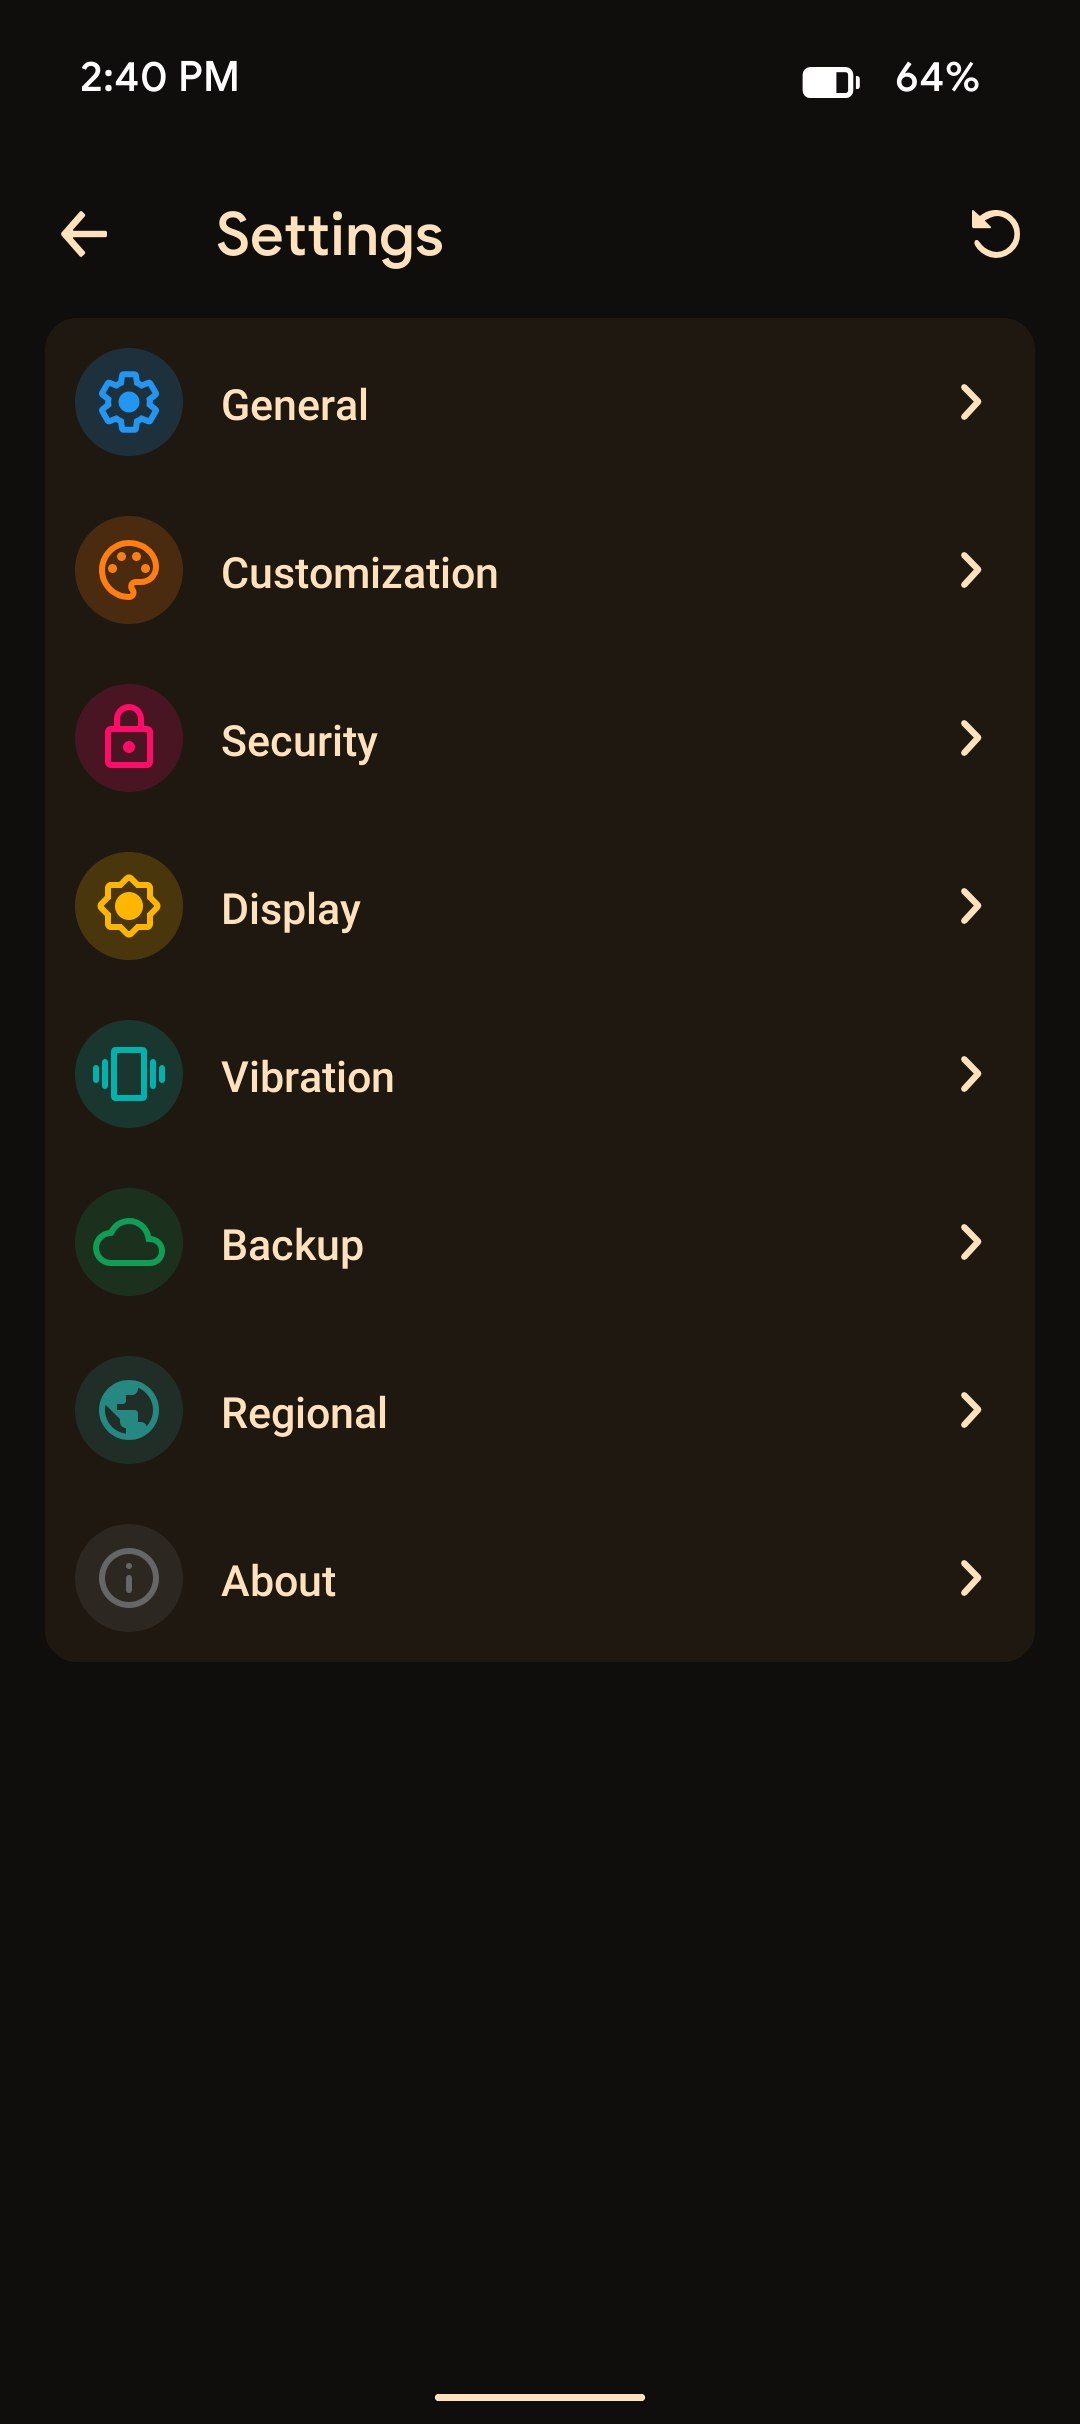 2:40 PM 64%
Settings
General
Customization
Security
Display
Vibration
Backup
Regional
About